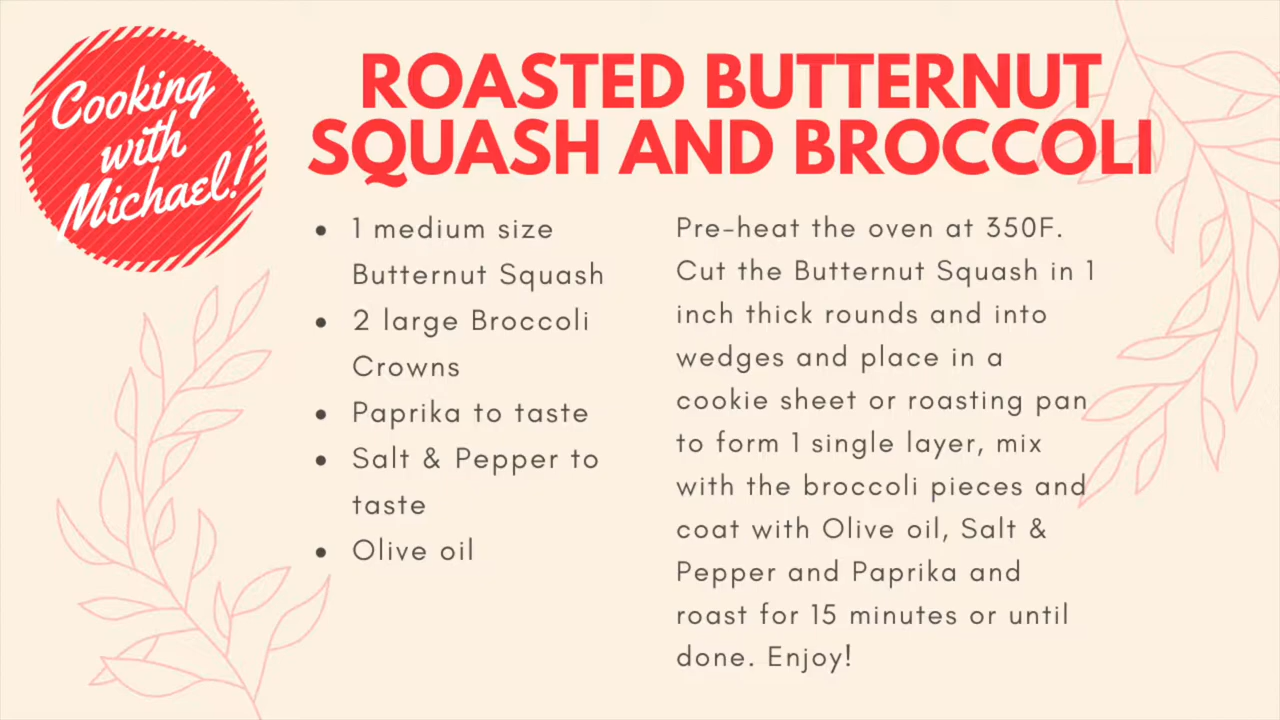 Cooking
with
Michael!
ROASTED BUTTERNUT
SQUASH AND BROCCOLI
• 1 medium size
Butternut Squash
• 2 large Broccoli
Crowns
• Paprika to taste
• Salt & Pepper to
taste
• Olive oil
Pre-heat the oven at 350F.
Cut the Butternut Squash in 1
inch thick rounds and into
wedges and place in a
cookie sheet or roasting pan
to form 1 single layer, mix
with the broccoli pieces and
coat with Olive oil, Salt &
Pepper and Paprika and
roast for 15 minutes or until
done. Enjoy!